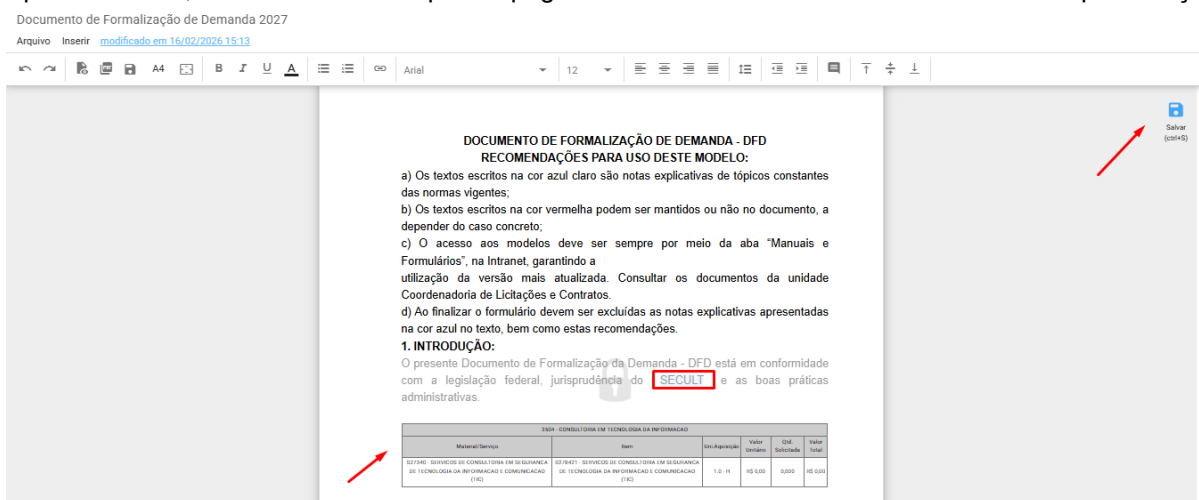 Documento de Formalização de Demanda 2027
Arquivo Inserir modificado em 16/02/2026 15:13
A4 B I U A Arial 12
Salvar
(ctrl+S)
DOCUMENTO DE FORMALIZAÇÃO DE DEMANDA - DFD
RECOMENDAÇÕES PARA USO DESTE MODELO:
a) Os textos escritos na cor azul claro são notas explicativas de tópicos constantes
das normas vigentes;
b) Os textos escritos na cor vermelha podem ser mantidos ou não no documento, a
depender do caso concreto;
c) O acesso aos modelos deve ser sempre por meio da aba “Manuais e
Formulários”, na Intranet, garantindo a
utilização da versão mais atualizada. Consultar os documentos da unidade
Coordenadoria de Licitações e Contratos.
d) Ao finalizar o formulário devem ser excluídas as notas explicativas apresentadas
na cor azul no texto, bem como estas recomendações.
1. INTRODUÇÃO:
O presente Documento de Formalização da Demanda - DFD está em conformidade
com a legislação federal, jurisprudência do SECULT e as boas práticas
administrativas.
3504 - CONSULTORIA EM TECNOLOGIA DA INFORMACAO
Material/Serviço Item Um.Aquisição Valor Unitário Qtd. Solicitada Valor Total
S27340 - SERVICOS DE CONSULTORIA EM SEGURANCA DE TECNOLOGIA DA INFORMACAO E COMUNICACAO (TIC) 0278421 - SERVICOS DE CONSULTORIA EM SEGURANCA DE TECNOLOGIA DA INFORMACAO E COMUNICACAO (TIC) 1.0 - H R$ 0,00 0,000 R$ 0,00